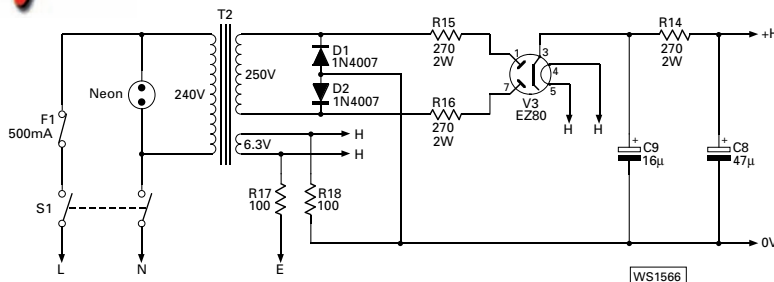 T2
R15
270
2W
R14
270
2W
+H
D1
1N4007
D2
1N4007
1
3
4
5
7
V3
EZ80
Neon
240V
250V
F1
500mA
R16
270
2W
H
H
6.3V
H
H
+
C9
16µ
+
C8
47µ
S1
R17
100
R18
100
0V
L
N
E
WS1566